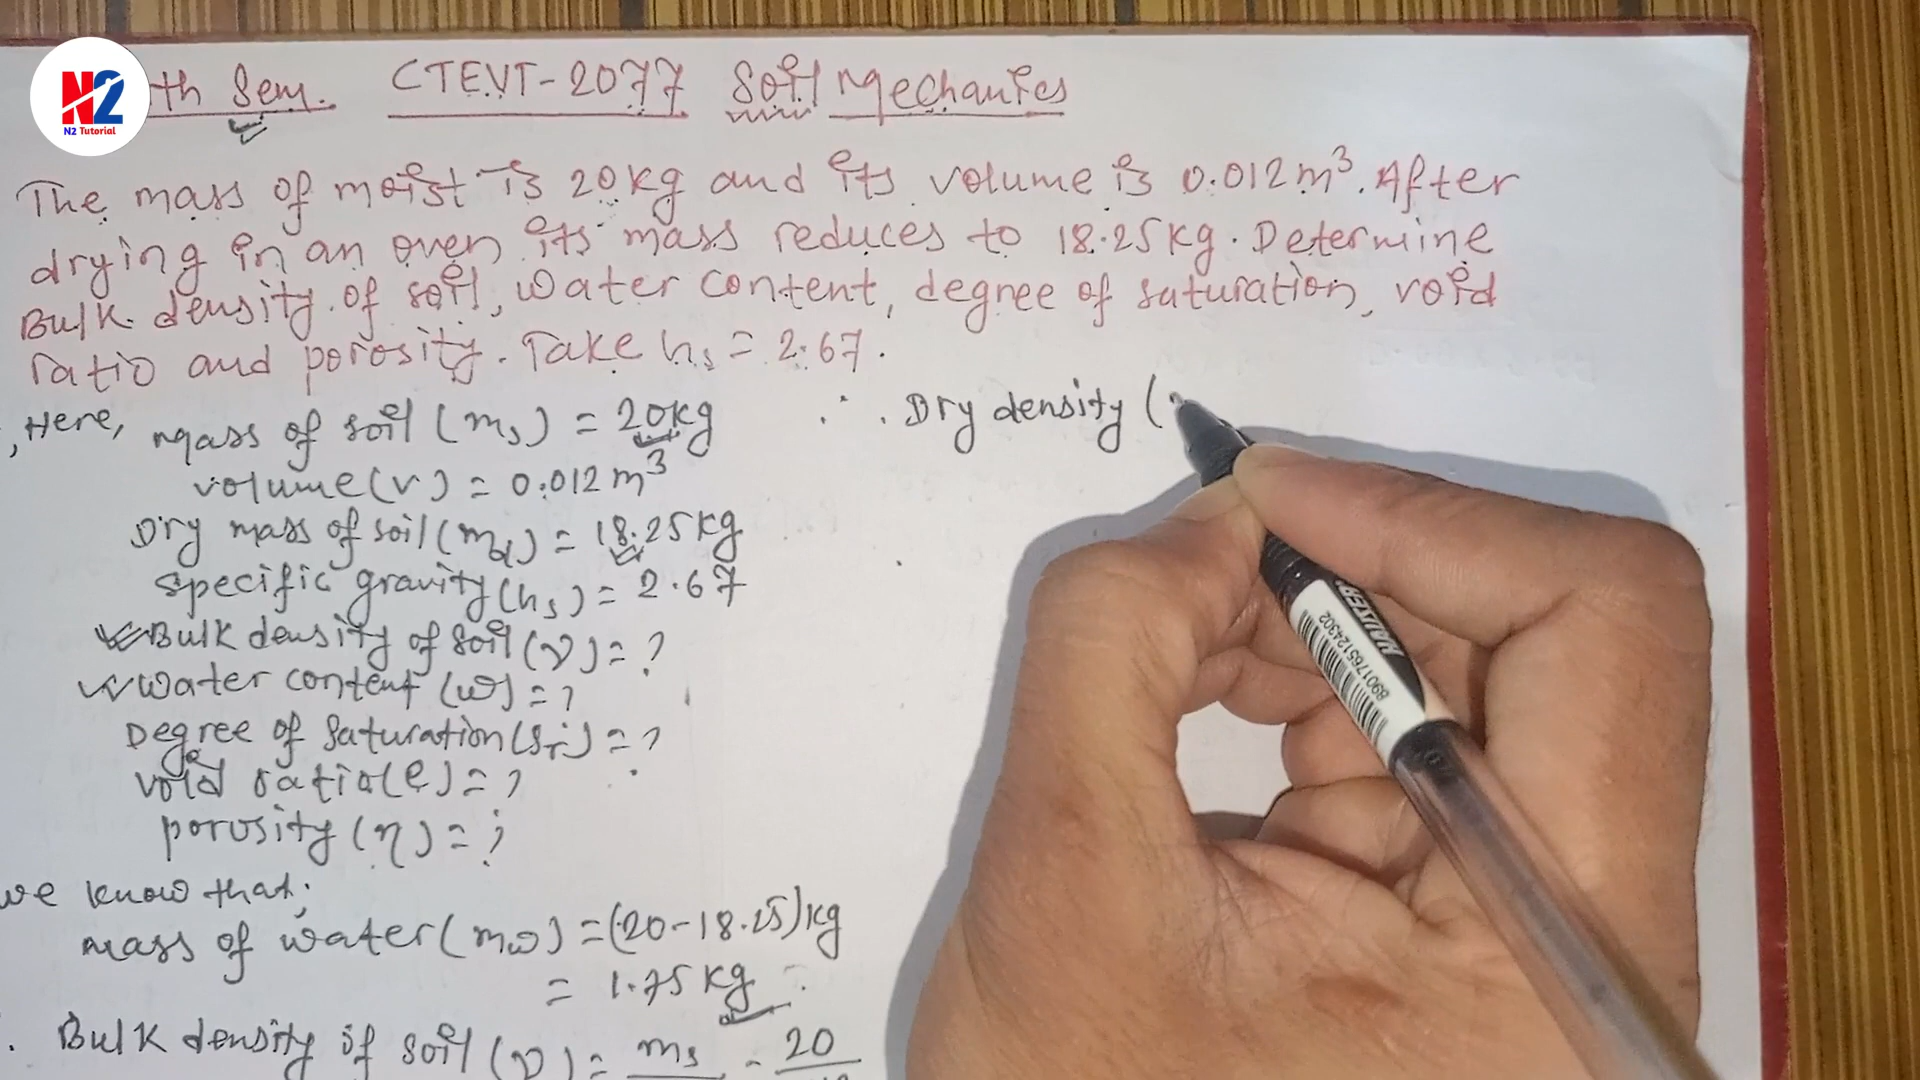 N2
N2 Tutorial
th Sem. CTEVT-2077 Soil Mechanics
The mass of moist is 20kg and its volume is 0.012m³. After
drying in an oven its mass reduces to 18.25kg. Determine
Bulk density of soil, water content, degree of saturation, void
ratio and porosity. Take hs = 2.67.
, Here, mass of soil (ms) = 20kg
volume (v) = 0.012m³
Dry mass of soil (md) = 18.25kg
specific gravity (hs) = 2.67
Bulk density of soil (γ) = ?
water content (w) = ?
Degree of saturation (Sr) = ?
void ratio (e) = ?
porosity (η) = ?
we know that;
mass of water (mw) = (20-18.25)kg
= 1.75kg
. Bulk density of soil (γ) = ms - 20
∴ Dry density (
MAUXTER
8901765124302